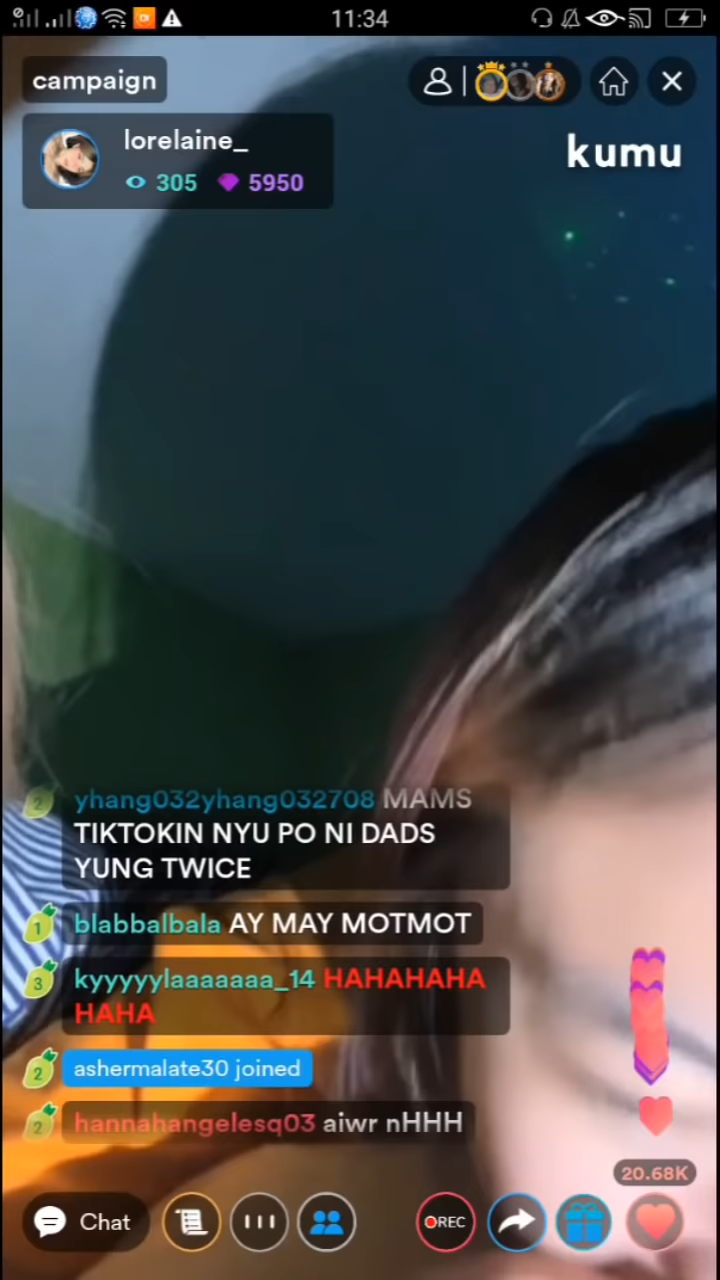 11:34
campaign
lorelaine_
305 5950
kumu
2 yhang032yhang032708 MAMS
TIKTOKIN NYU PO NI DADS
YUNG TWICE
1 blabbalbala AY MAY MOTMOT
3 kyyyyylaaaaaaa_14 HAHAHAHA
HAHA
2 ashermalate30 joined
2 hannahangelesq03 aiwr nHHH
20.68K
Chat
REC